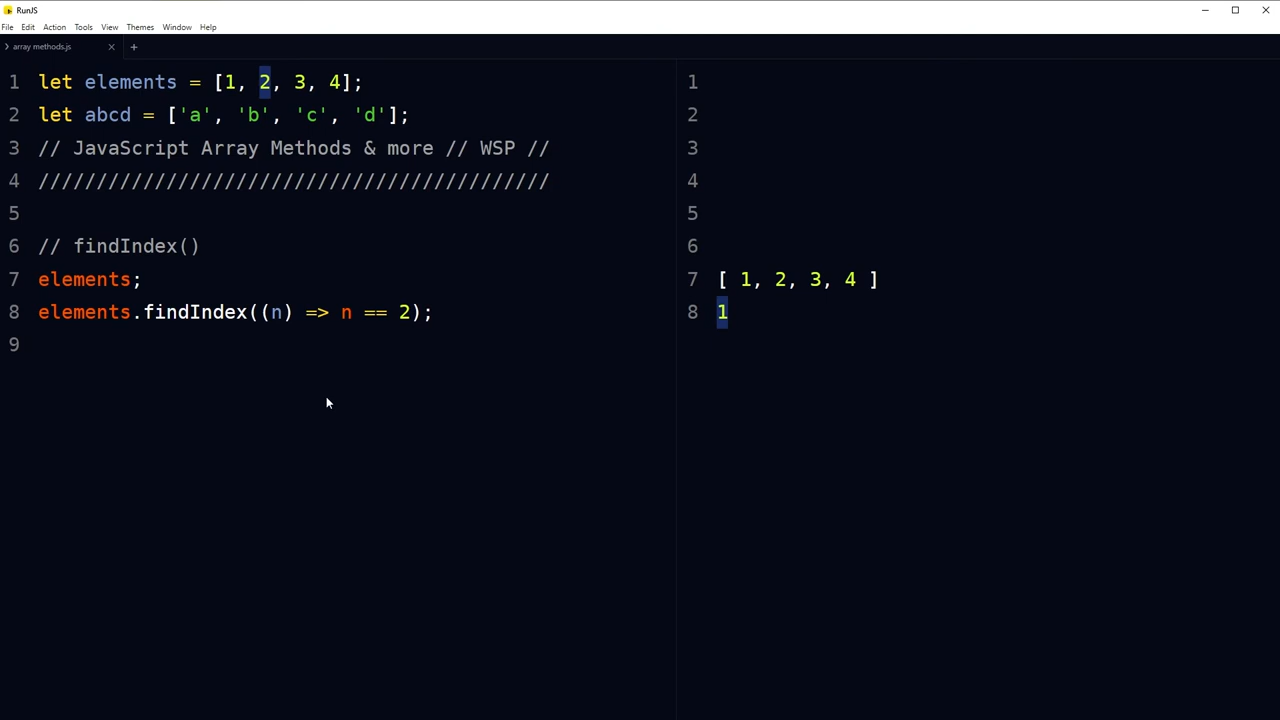 RunJS
File Edit Action Tools View Themes Window Help
array methods.js
1 let elements = [1, 2, 3, 4];
2 let abcd = ['a', 'b', 'c', 'd'];
3 // JavaScript Array Methods & more // WSP //
4 ////////////////////////////////////////////
5
6 // findIndex()
7 elements;
8 elements.findIndex((n) => n == 2);
9
1
2
3
4
5
6
7 [ 1, 2, 3, 4 ]
8 1